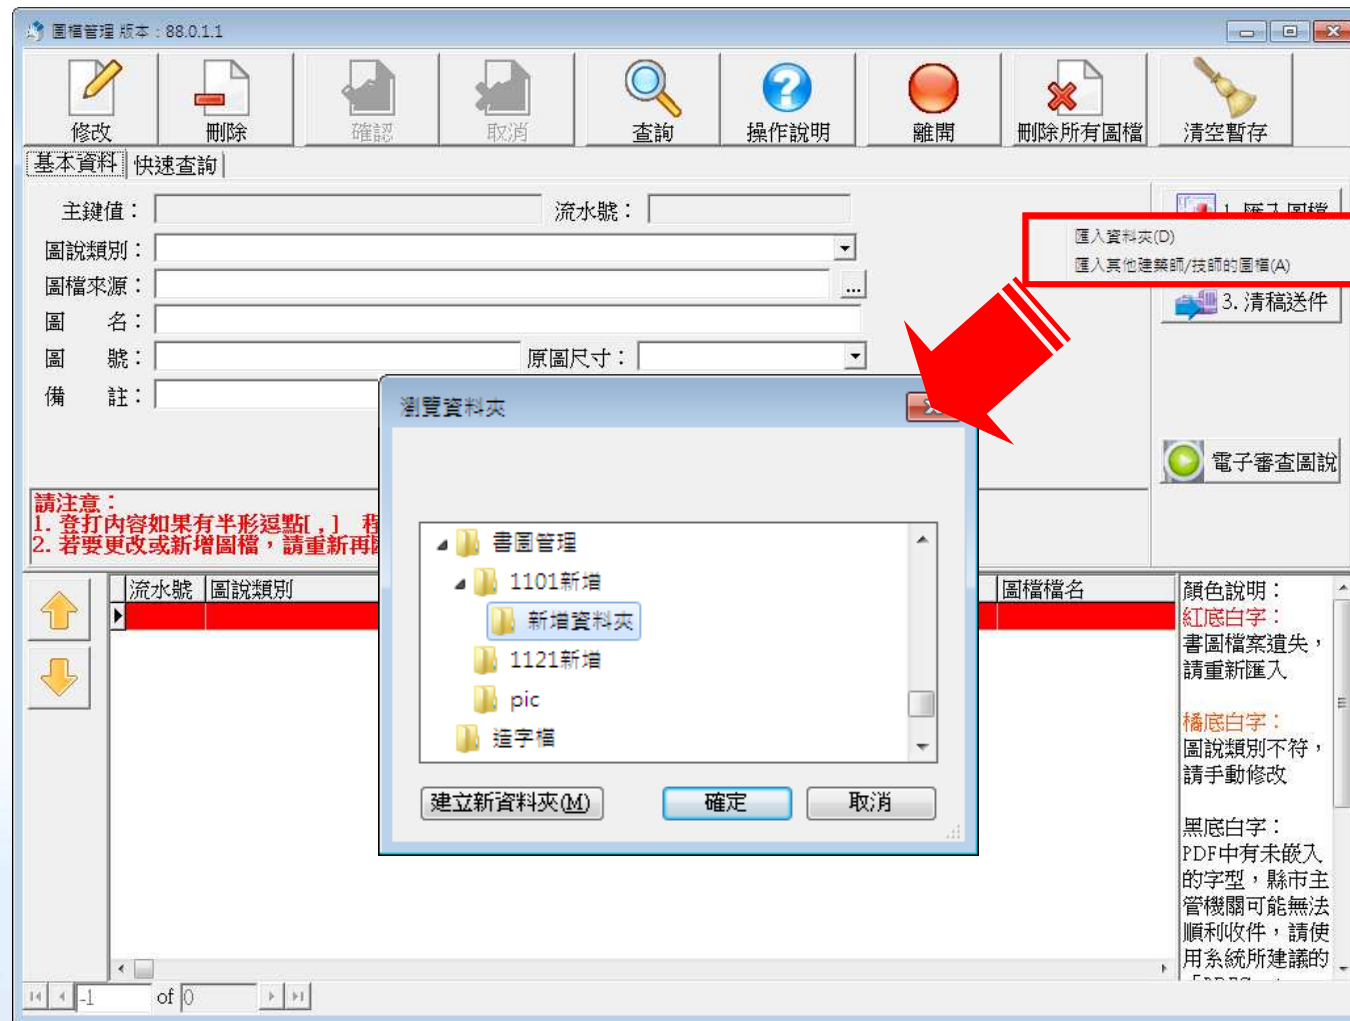 圖檔管理 版本：88.0.1.1
修改 刪除 確認 取消 查詢 操作說明 離開 刪除所有圖檔 清空暫存
基本資料 快速查詢
主鍵值： 流水號：
1. 匯入圖檔
匯入資料夾(D)
匯入其他建築師/技師的圖檔(A)
3. 清稿送件
電子審查圖說
圖說類別：
圖檔來源： ...
圖 名：
圖 號： 原圖尺寸：
備 註：
請注意：
1. 登打內容如果有半形逗點[ , ] 程
2. 若要更改或新增圖檔，請重新再
瀏覽資料夾
書圖管理
1101新增
新增資料夾
1121新增
pic
造字檔
建立新資料夾(M) 確定 取消
流水號 圖說類別 圖檔檔名
顏色說明：
紅底白字：
書圖檔案遺失，
請重新匯入
橘底白字：
圖說類別不符，
請手動修改
黑底白字：
PDF中有未嵌入
的字型，縣市主
管機關可能無法
順利收件，請使
用系統所建議的
-1 of 0